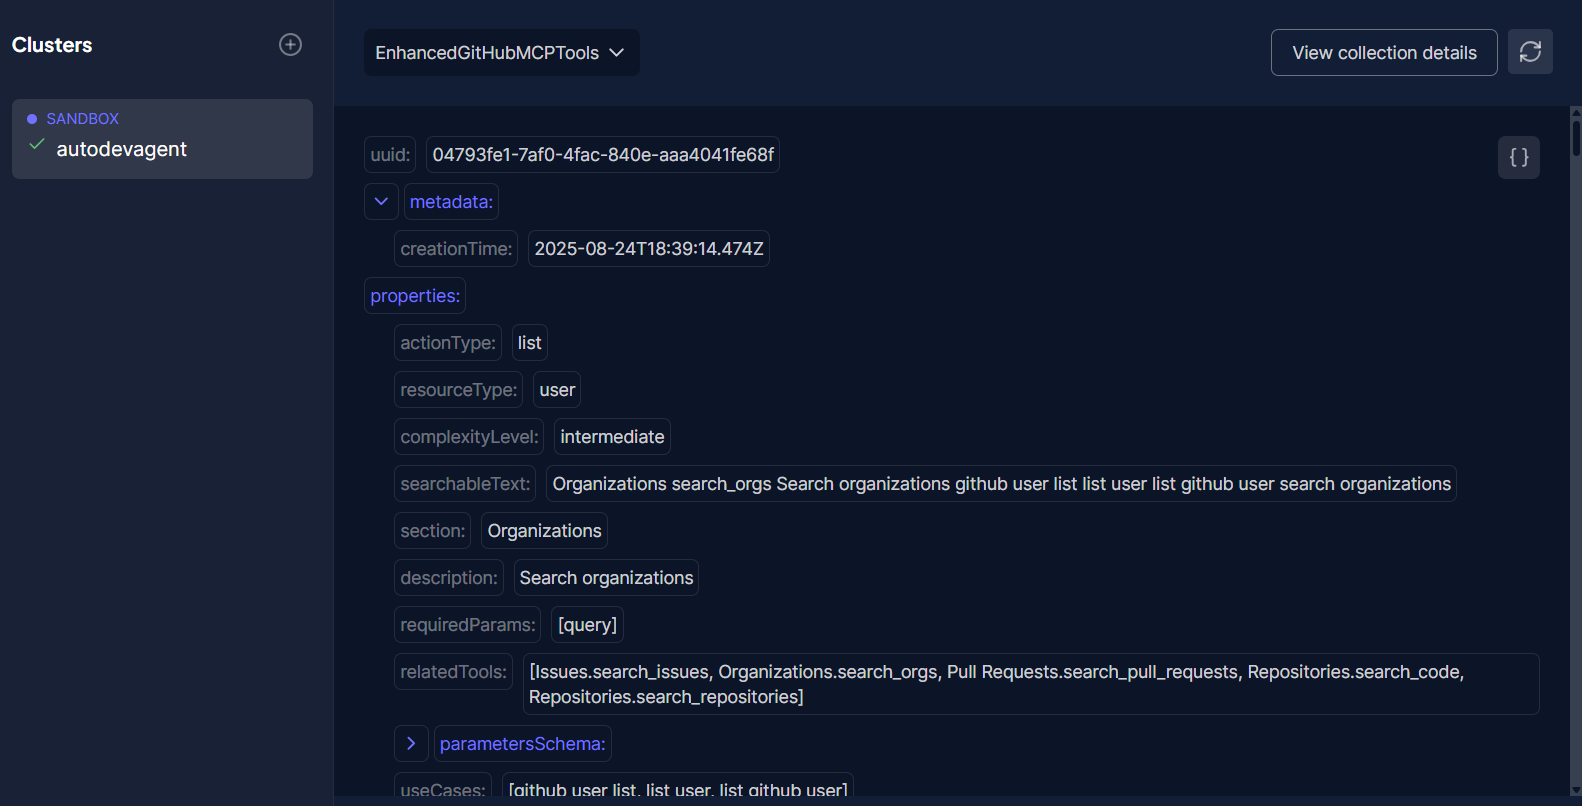 Clusters
SANDBOX
autodevagent
EnhancedGitHubMCPTools
View collection details
uuid: 04793fe1-7af0-4fac-840e-aaa4041fe68f
{ }
metadata:
creationTime: 2025-08-24T18:39:14.474Z
properties:
actionType: list
resourceType: user
complexityLevel: intermediate
searchableText: Organizations search_orgs Search organizations github user list list user list github user search organizations
section: Organizations
description: Search organizations
requiredParams: [query]
relatedTools: [Issues.search_issues, Organizations.search_orgs, Pull Requests.search_pull_requests, Repositories.search_code,
Repositories.search_repositories]
parametersSchema:
useCases: [github user list, list user, list github user]